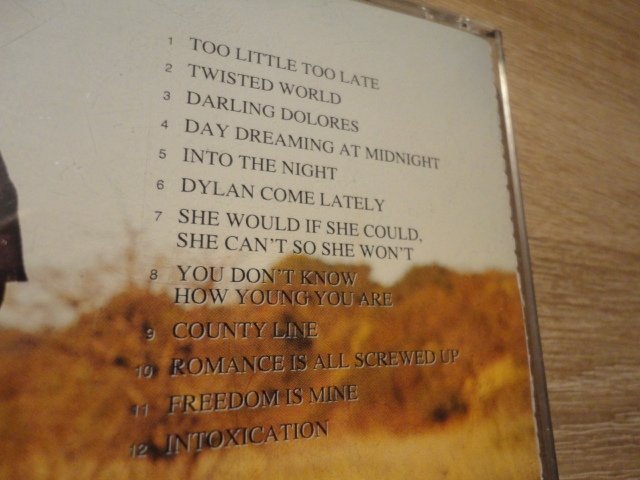 1 TOO LITTLE TOO LATE
2 TWISTED WORLD
3 DARLING DOLORES
4 DAY DREAMING AT MIDNIGHT
5 INTO THE NIGHT
6 DYLAN COME LATELY
7 SHE WOULD IF SHE COULD,
SHE CAN'T SO SHE WON'T
8 YOU DON'T KNOW
HOW YOUNG YOU ARE
9 COUNTY LINE
10 ROMANCE IS ALL SCREWED UP
11 FREEDOM IS MINE
12 INTOXICATION